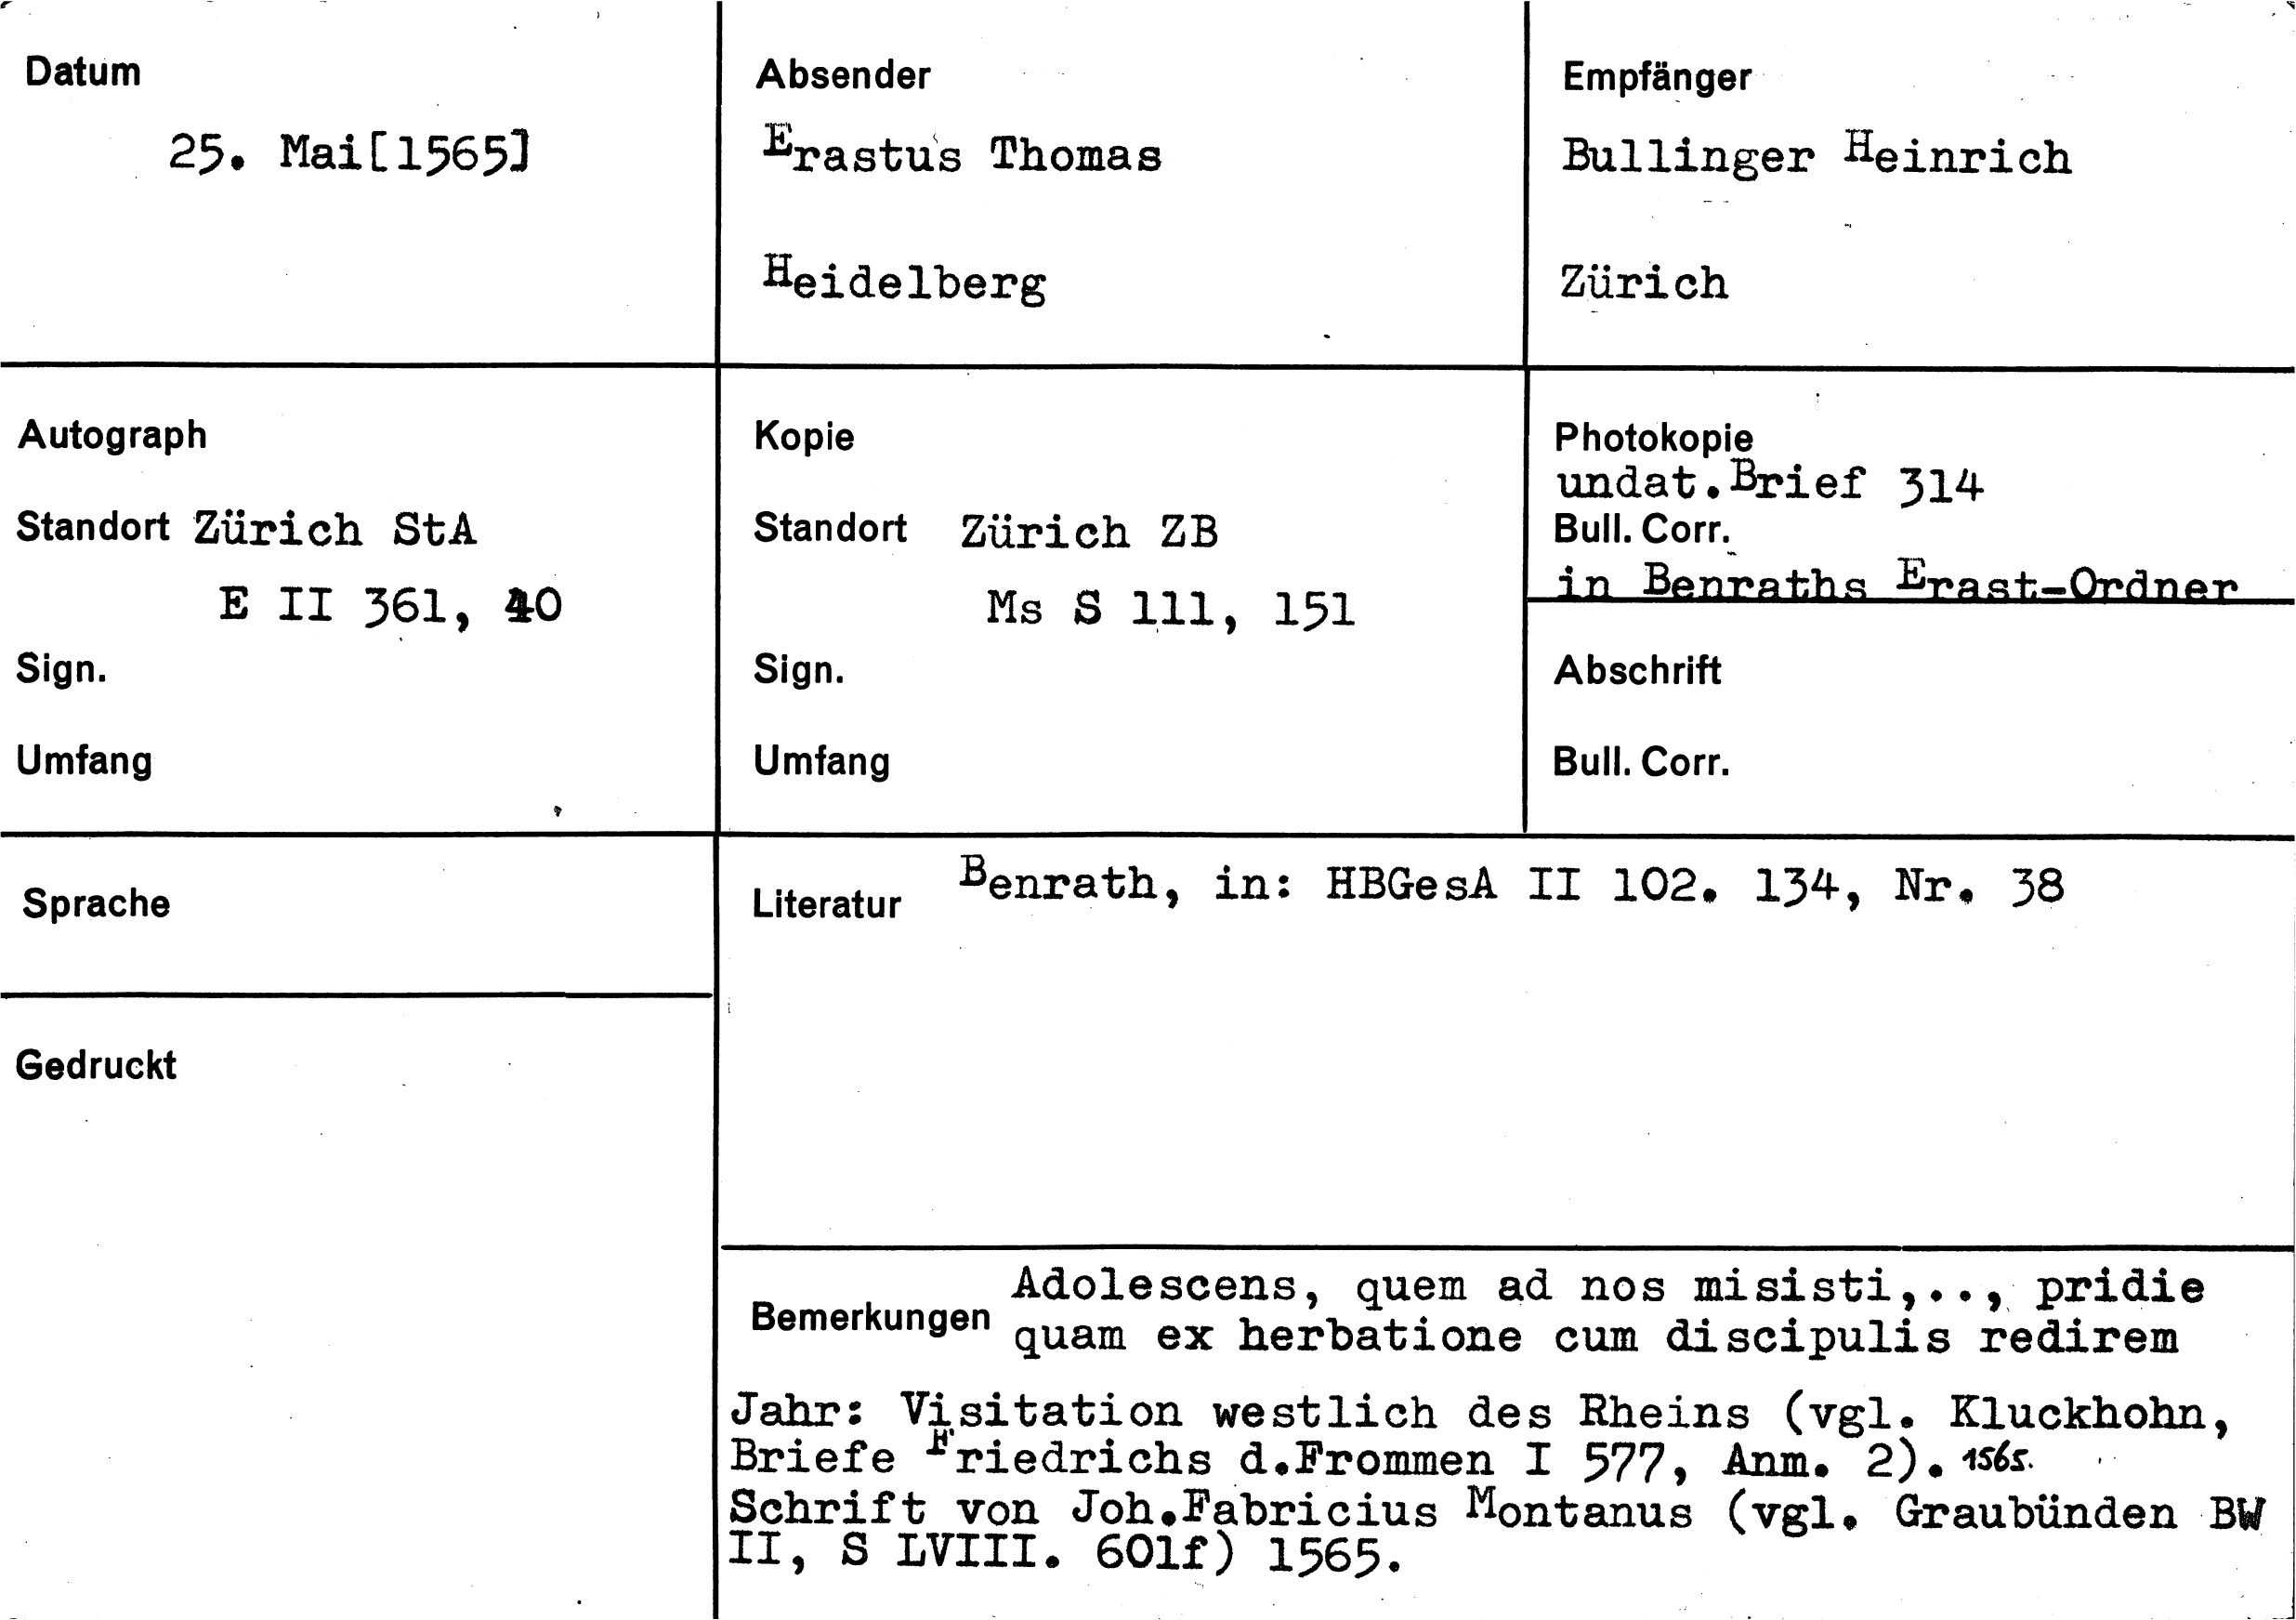 Datum
25. Mai[1565]
Absender
Erastus Thomas
Heidelberg
Empfänger
Bullinger Heinrich
Zürich
Autograph
Standort Zürich StA
E II 361, 40
Sign.
Umfang
Kopie
Standort Zürich ZB
Ms S 111, 151
Sign.
Umfang
Photokopie
undat.Brief 314
Bull. Corr.
in Benraths Erast-Ordner
Abschrift
Bull. Corr.
Sprache
Gedruckt
Literatur Benrath, in: HBGesA II 102. 134, Nr. 38
Bemerkungen Adolescens, quem ad nos misisti,.., pridie
quam ex herbatione cum discipulis redirem
Jahr: Visitation westlich des Rheins (vgl. Kluckhohn,
Briefe Friedrichs d.Frommen I 577, Anm. 2). 1565.
Schrift von Joh.Fabricius Montanus (vgl. Graubünden BW
II, S LVIII. 601f) 1565.